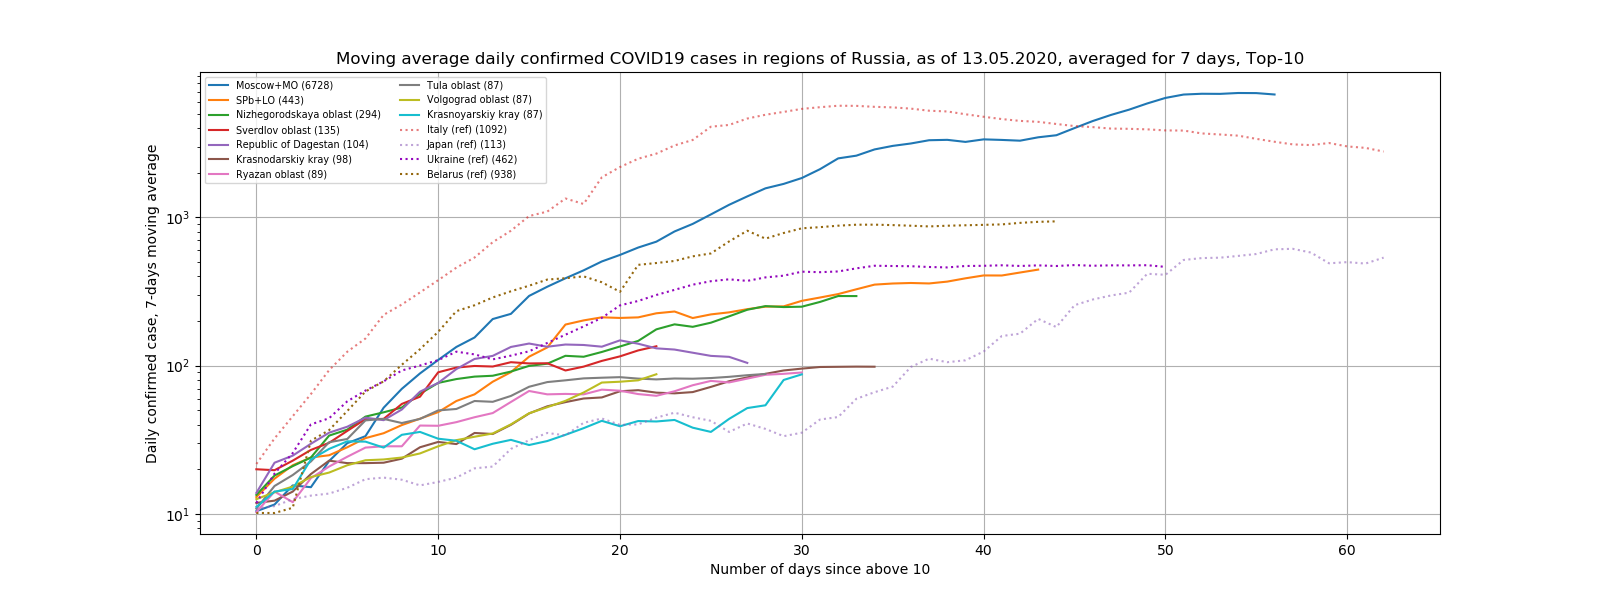 Moving average daily confirmed COVID19 cases in regions of Russia, as of 13.05.2020, averaged for 7 days, Top-10
Moscow+MO (6728)
SPb+LO (443)
Nizhegorodskaya oblast (294)
Sverdlov oblast (135)
Republic of Dagestan (104)
Krasnodarskiy kray (98)
Ryazan oblast (89)
Tula oblast (87)
Volgograd oblast (87)
Krasnoyarskiy kray (87)
Italy (ref) (1092)
Japan (ref) (113)
Ukraine (ref) (462)
Belarus (ref) (938)
Daily confirmed case, 7-days moving average
10³
10²
10¹
0 10 20 30 40 50 60
Number of days since above 10